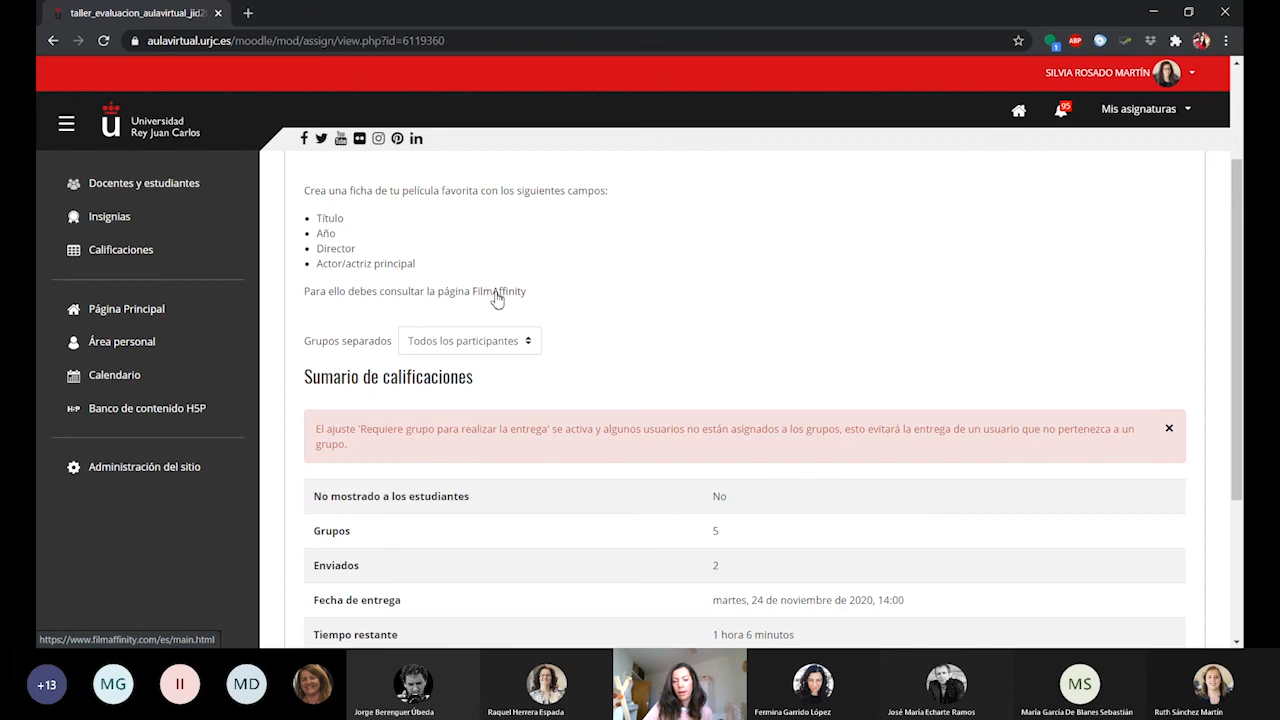 taller_evaluacion_aulavirtual_jid2
aulavirtual.urjc.es/moodle/mod/assign/view.php?id=6119360
1
ABP
SILVIA ROSADO MARTÍN
Universidad
Rey Juan Carlos
95
Mis asignaturas
Docentes y estudiantes
Insignias
Calificaciones
Página Principal
Área personal
Calendario
H5P Banco de contenido H5P
Administración del sitio
Crea una ficha de tu película favorita con los siguientes campos:
Título
Año
Director
Actor/actriz principal
Para ello debes consultar la página FilmAffinity
Grupos separados Todos los participantes
Sumario de calificaciones
El ajuste 'Requiere grupo para realizar la entrega' se activa y algunos usuarios no están asignados a los grupos, esto evitará la entrega de un usuario que no pertenezca a un
grupo.
No mostrado a los estudiantes No
Grupos 5
Enviados 2
Fecha de entrega martes, 24 de noviembre de 2020, 14:00
Tiempo restante 1 hora 6 minutos
https://www.filmaffinity.com/es/main.html
+13
MG
II
MD
MS
Jorge Berenguer Úbeda
Raquel Herrera Espada
Fermina Garrido López
José María Echarte Ramos
María García De Blanes Sebastián
Ruth Sánchez Martín